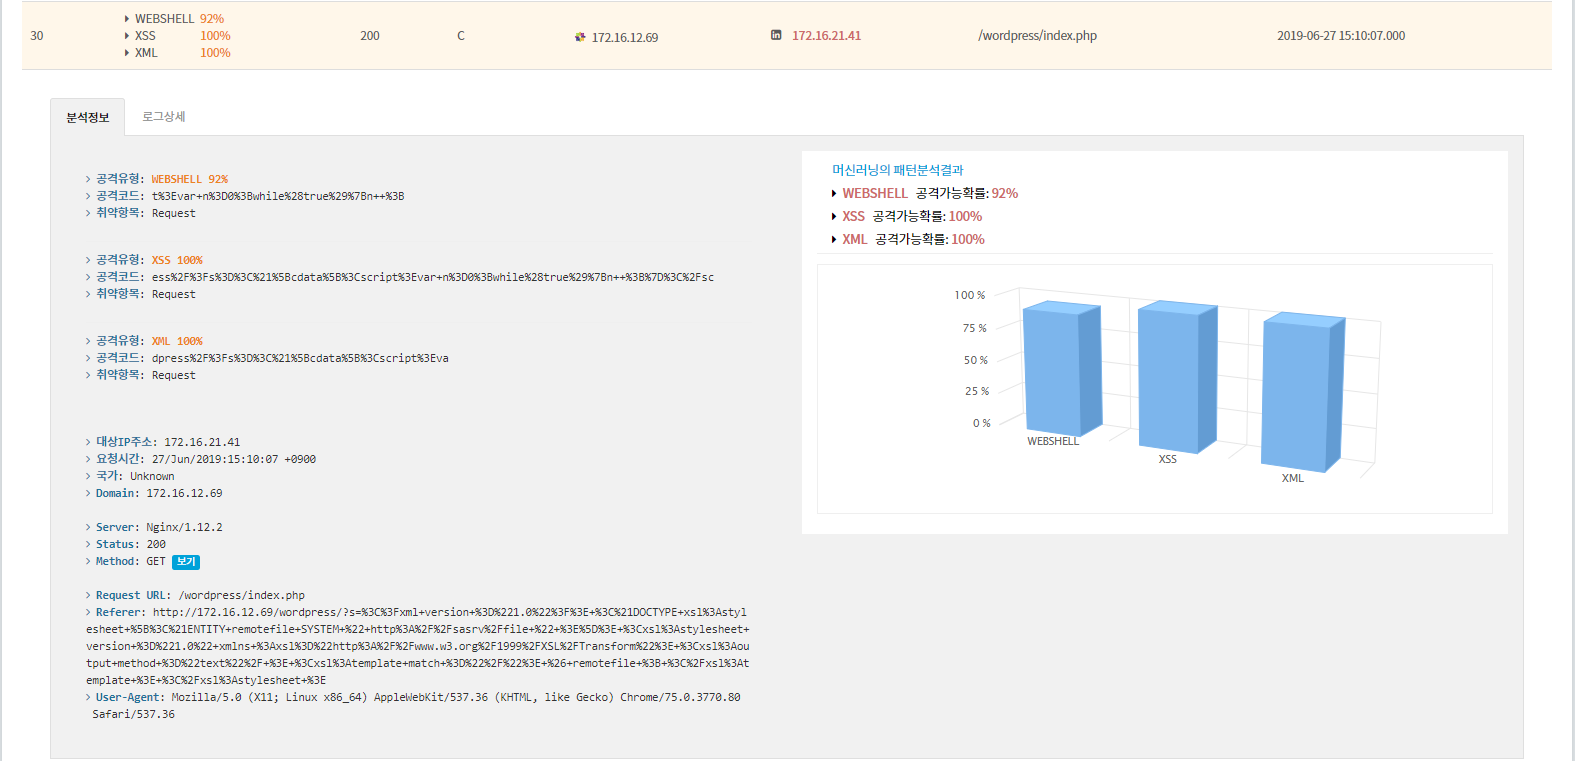 WEBSHELL 92%
30 XSS 100% 200 C 172.16.12.69 172.16.21.41 /wordpress/index.php 2019-06-27 15:10:07.000
XML 100%
분석정보 로그상세
> 공격유형: WEBSHELL 92%
> 공격코드: t%3Evar+n%3D0%3Bwhile%28true%29%7Bn++%3B
> 취약항목: Request
> 공격유형: XSS 100%
> 공격코드: ess%2F%3Fs%3D%3C%21%5Bcdata%5B%3Cscript%3Evar+n%3D0%3Bwhile%28true%29%7Bn++%3B%7D%3C%2Fsc
> 취약항목: Request
> 공격유형: XML 100%
> 공격코드: dpress%2F%3Fs%3D%3C%21%5Bcdata%5B%3Cscript%3Eva
> 취약항목: Request
> 대상IP주소: 172.16.21.41
> 요청시간: 27/Jun/2019:15:10:07 +0900
> 국가: Unknown
> Domain: 172.16.12.69
> Server: Nginx/1.12.2
> Status: 200
> Method: GET 보기
> Request URL: /wordpress/index.php
> Referer: http://172.16.12.69/wordpress/?s=%3C%3Fxml+version+%3D%221.0%22%3F%3E+%3C%21DOCTYPE+xsl%3Astyl
esheet+%5B%3C%21ENTITY+remotefile+SYSTEM+%22+http%3A%2F%2Fsasrv%2Ffile+%22+%3E%5D%3E+%3Cxsl%3Astylesheet+
version+%3D%221.0%22+xmlns+%3Axsl%3D%22http%3A%2F%2Fwww.w3.org%2F1999%2FXSL%2FTransform%22%3E+%3Cxsl%3Aou
tput+method+%3D%22text%22%2F+%3E+%3Cxsl%3Atemplate+match+%3D%22%2F%22%3E+%26+remotefile+%3B+%3C%2Fxsl%3At
emplate+%3E+%3C%2Fxsl%3Astylesheet+%3E
> User-Agent: Mozilla/5.0 (X11; Linux x86_64) AppleWebKit/537.36 (KHTML, like Gecko) Chrome/75.0.3770.80
Safari/537.36
머신러닝의 패턴분석결과
WEBSHELL 공격가능확률: 92%
XSS 공격가능확률: 100%
XML 공격가능확률: 100%
100 %
75 %
50 %
25 %
0 %
WEBSHELL
XSS
XML